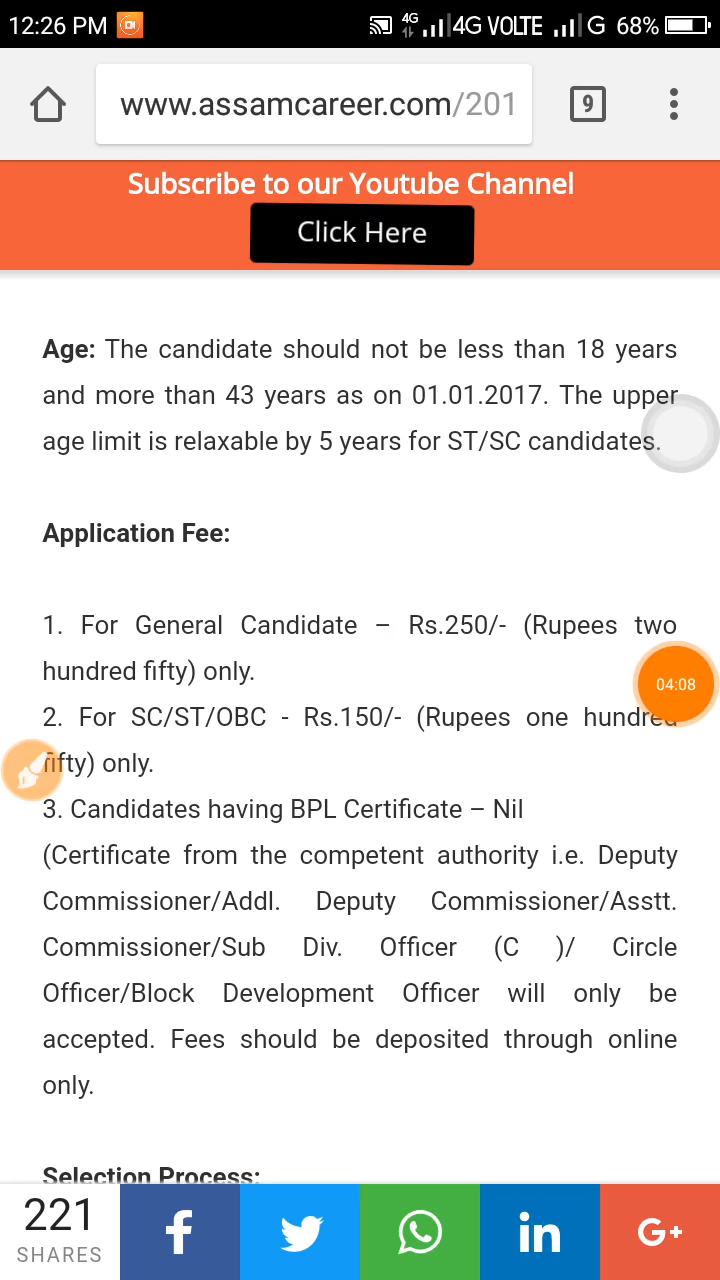 12:26 PM 4G 4G VOLTE G 68%
www.assamcareer.com/201 9
Subscribe to our Youtube Channel
Click Here
Age: The candidate should not be less than 18 years
and more than 43 years as on 01.01.2017. The upper
age limit is relaxable by 5 years for ST/SC candidates.
Application Fee:
1. For General Candidate – Rs.250/- (Rupees two
hundred fifty) only.
04:08
2. For SC/ST/OBC - Rs.150/- (Rupees one hundred
fifty) only.
3. Candidates having BPL Certificate – Nil
(Certificate from the competent authority i.e. Deputy
Commissioner/Addl. Deputy Commissioner/Asstt.
Commissioner/Sub Div. Officer (C )/ Circle
Officer/Block Development Officer will only be
accepted. Fees should be deposited through online
only.
Selection Process:
221
SHARES
f in G+